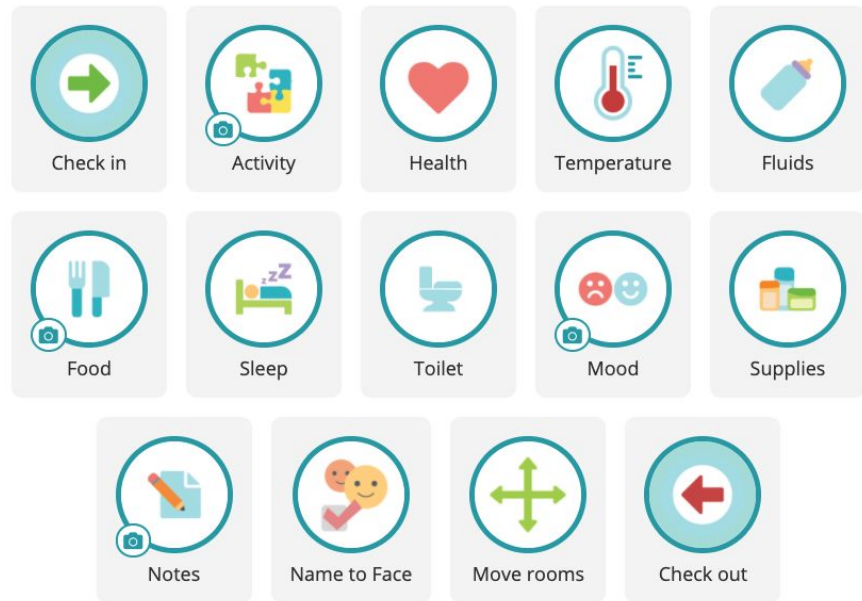 Check in
Activity
Health
Temperature
Fluids
Food
zzZ
Sleep
Toilet
Mood
Supplies
Notes
Name to Face
Move rooms
Check out